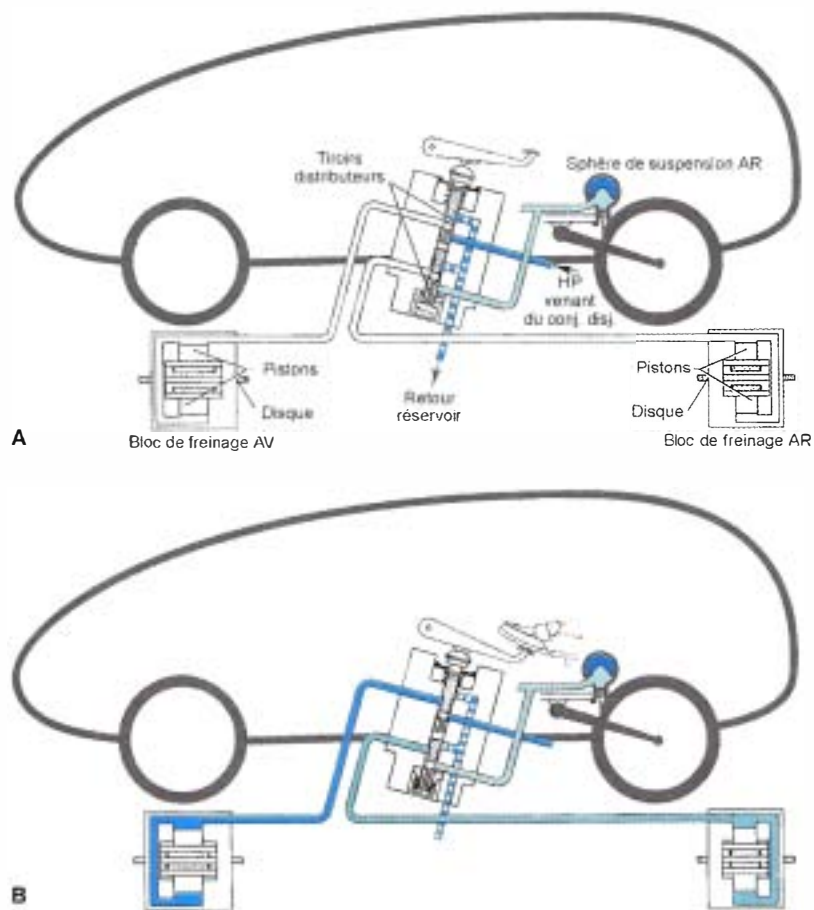 Tiroirs
distributeurs
Sphère de suspension AR
HP
venant
du conj. disj.
Pistons
Disque
Retour
réservoir
Pistons
Disque
A
Bloc de freinage AV
Bloc de freinage AR
B